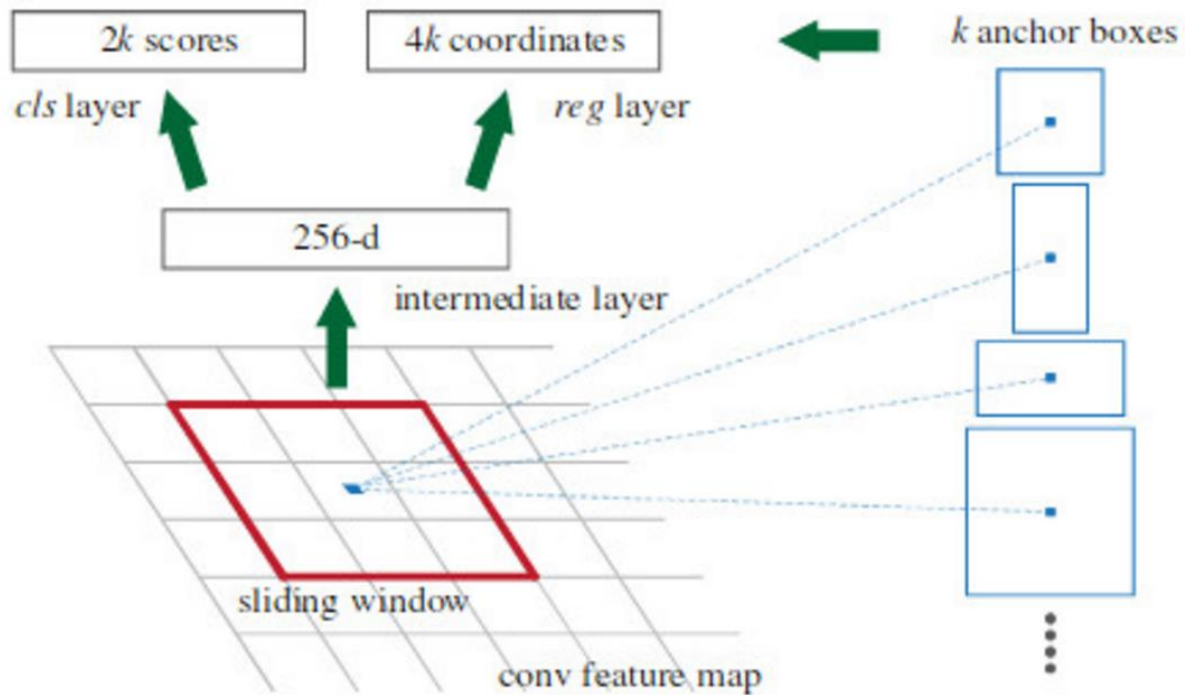 2k scores
4k coordinates
k anchor boxes
cls layer
reg layer
256-d
intermediate layer
sliding window
conv feature map